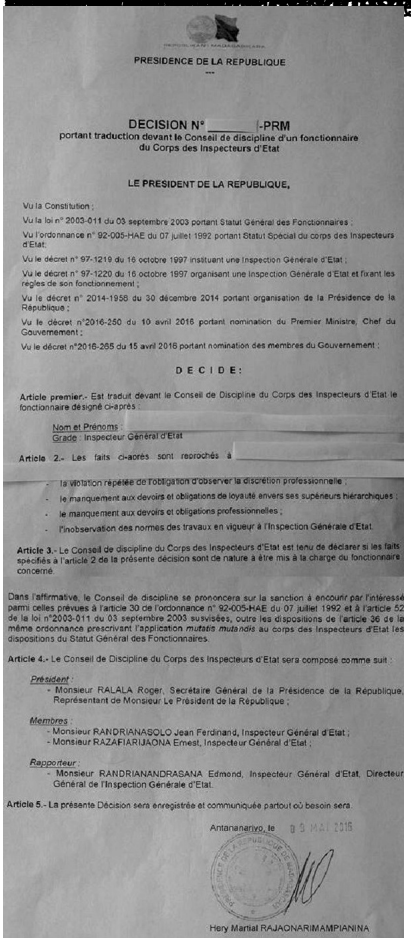 PRESIDENCE DE LA REPUBLIQUE
DECISION N° /-PRM
portant traduction devant le Conseil de discipline d'un fonctionnaire
du Corps des Inspecteurs d'Etat
LE PRESIDENT DE LA REPUBLIQUE,
Vu la Constitution ;
Vu la loi n° 2003-011 du 03 septembre 2003 portant Statut Général des Fonctionnaires ;
Vu l'ordonnance n° 92-005-HAE du 07 juillet 1992 portant Statut Spécial du corps des Inspecteurs
d'Etat;
Vu le décret n° 97-1219 du 16 octobre 1997 instituant une Inspection Générale d'Etat ;
Vu le décret n° 97-1220 du 16 octobre 1997 organisant une Inspection Générale d'Etat et fixant les
règles de son fonctionnement ;
Vu le décret n° 2014-1958 du 30 décembre 2014 portant organisation de la Présidence de la
République ;
Vu le décret n°2016-250 du 10 avril 2016 portant nomination du Premier Ministre, Chef du
Gouvernement ;
Vu le décret n°2016-265 du 15 avril 2016 portant nomination des membres du Gouvernement ;
D E C I D E :
Article premier.- Est traduit devant le Conseil de Discipline du Corps des Inspecteurs d'Etat le
fonctionnaire désigné ci-après :
Nom et Prénoms :
Grade : Inspecteur Général d'Etat
Article 2.- Les faits ci-après sont reprochés à
- la violation répétée de l'obligation d'observer la discrétion professionnelle ;
- le manquement aux devoirs et obligations de loyauté envers ses supérieurs hiérarchiques ;
- le manquement aux devoirs et obligations professionnelles ;
- l'inobservation des normes des travaux en vigueur à l'Inspection Générale d'Etat.
Article 3.- Le Conseil de discipline du Corps des Inspecteurs d'Etat est tenu de déclarer si les faits
spécifiés à l'article 2 de la présente décision sont de nature à être mis à la charge du fonctionnaire
concerné.
Dans l'affirmative, le Conseil de discipline se prononcera sur la sanction à encourir par l'intéressé
parmi celles prévues à l'article 30 de l'ordonnance n° 92-005-HAE du 07 juillet 1992 et à l'article 52
de la loi n°2003-011 du 03 septembre 2003 susvisées, outre les dispositions de l'article 36 de la
même ordonnance prescrivant l'application mutatis mutandis au corps des Inspecteurs d'Etat les
dispositions du Statut Général des Fonctionnaires.
Article 4.- Le Conseil de Discipline du Corps des Inspecteurs d'Etat sera composé comme suit :
Président :
- Monsieur RALALA Roger, Secrétaire Général de la Présidence de la République,
Représentant de Monsieur Le Président de la République ;
Membres :
- Monsieur RANDRIANASOLO Jean Ferdinand, Inspecteur Général d'Etat ;
- Monsieur RAZAFIARIJAONA Ernest, Inspecteur Général d'Etat ;
Rapporteur :
- Monsieur RANDRIANANDRASANA Edmond, Inspecteur Général d'Etat, Directeur
Général de l'Inspection Générale d'Etat.
Article 5.- La présente Décision sera enregistrée et communiquée partout où besoin sera.
Antananarivo, le MAI 2016
Hery Martial RAJAONARIMAMPIANINA